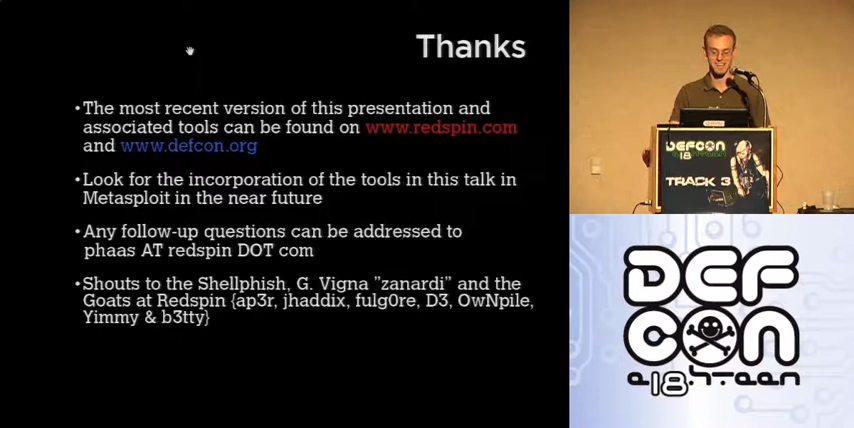 Thanks
•The most recent version of this presentation and
associated tools can be found on www.redspin.com
and www.defcon.org
•Look for the incorporation of the tools in this talk in
Metasploit in the near future
•Any follow-up questions can be addressed to
phaas AT redspin DOT com
•Shouts to the Shellphish, G. Vigna ”zanardi” and the
Goats at Redspin {ap3r, jhaddix, fulg0re, D3, OwNpile,
Yimmy & b3tty}
DEFCON
18
TRACK 3
DEF
CON
e18hteen